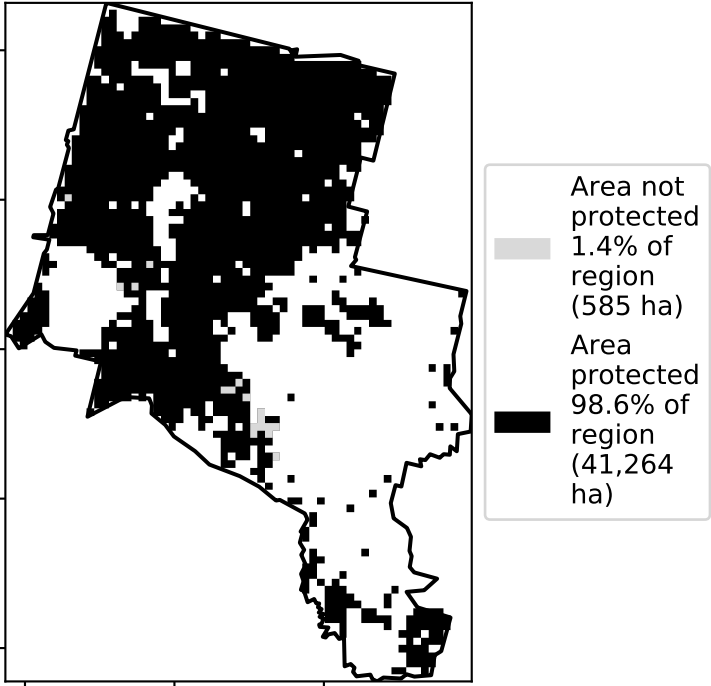 Area not
protected
1.4% of
region
(585 ha)
Area
protected
98.6% of
region
(41,264
ha)